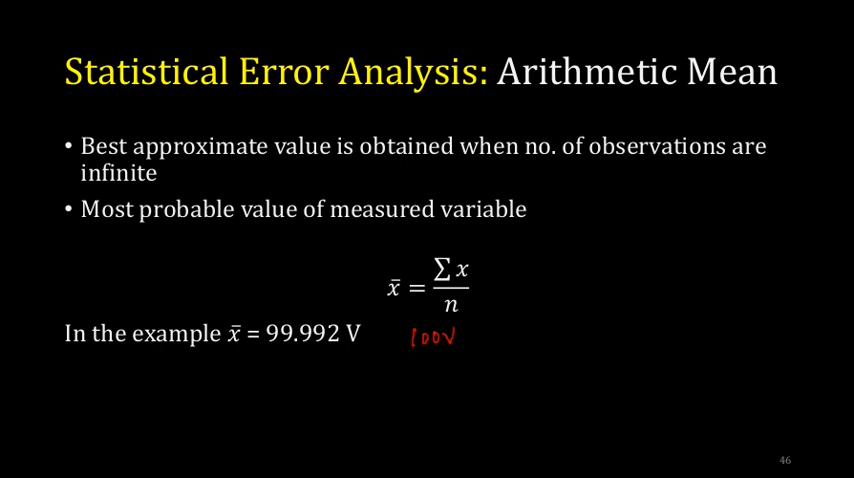 Statistical Error Analysis: Arithmetic Mean
• Best approximate value is obtained when no. of observations are
infinite
• Most probable value of measured variable
x̄ = ∑ x / n
In the example x̄ = 99.992 V 100V
46